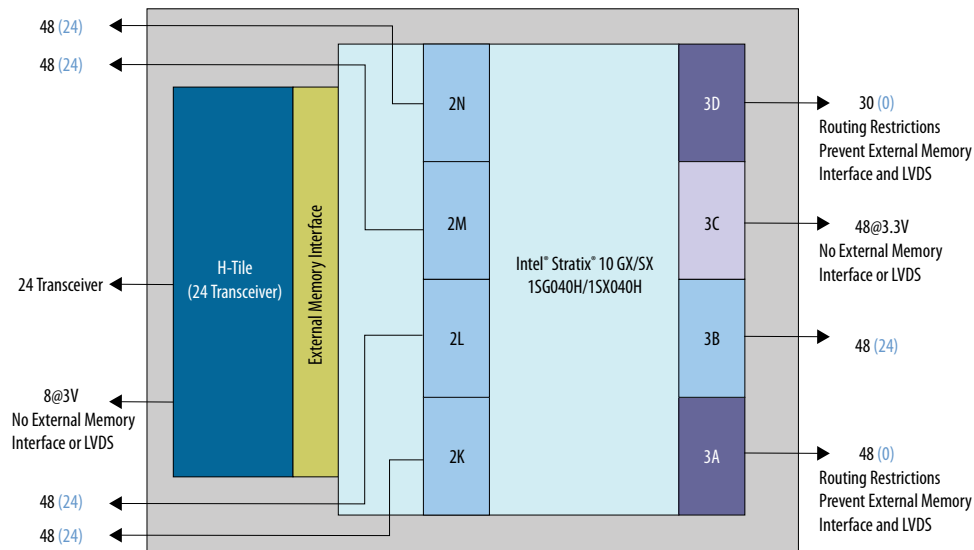 48 (24)
48 (24)
24 Transceiver
8@3V
No External Memory
Interface or LVDS
48 (24)
48 (24)
H-Tile
(24 Transceiver)
External Memory Interface
2N
2M
2L
2K
Intel® Stratix® 10 GX/SX
1SG040H/1SX040H
3D
3C
3B
3A
30 (0)
Routing Restrictions
Prevent External Memory
Interface and LVDS
48@3.3V
No External Memory
Interface or LVDS
48 (24)
48 (0)
Routing Restrictions
Prevent External Memory
Interface and LVDS